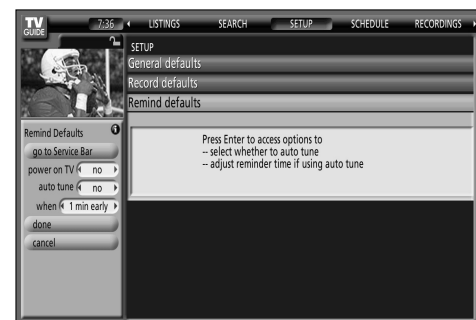 TV
GUIDE
7:36
LISTINGS
SEARCH
SETUP
SCHEDULE
RECORDINGS
SETUP
General defaults
Record defaults
Remind defaults
Remind Defaults
go to Service Bar
power on TV no
auto tune no
when 1 min early
done
cancel
Press Enter to access options to
-- select whether to auto tune
-- adjust reminder time if using auto tune